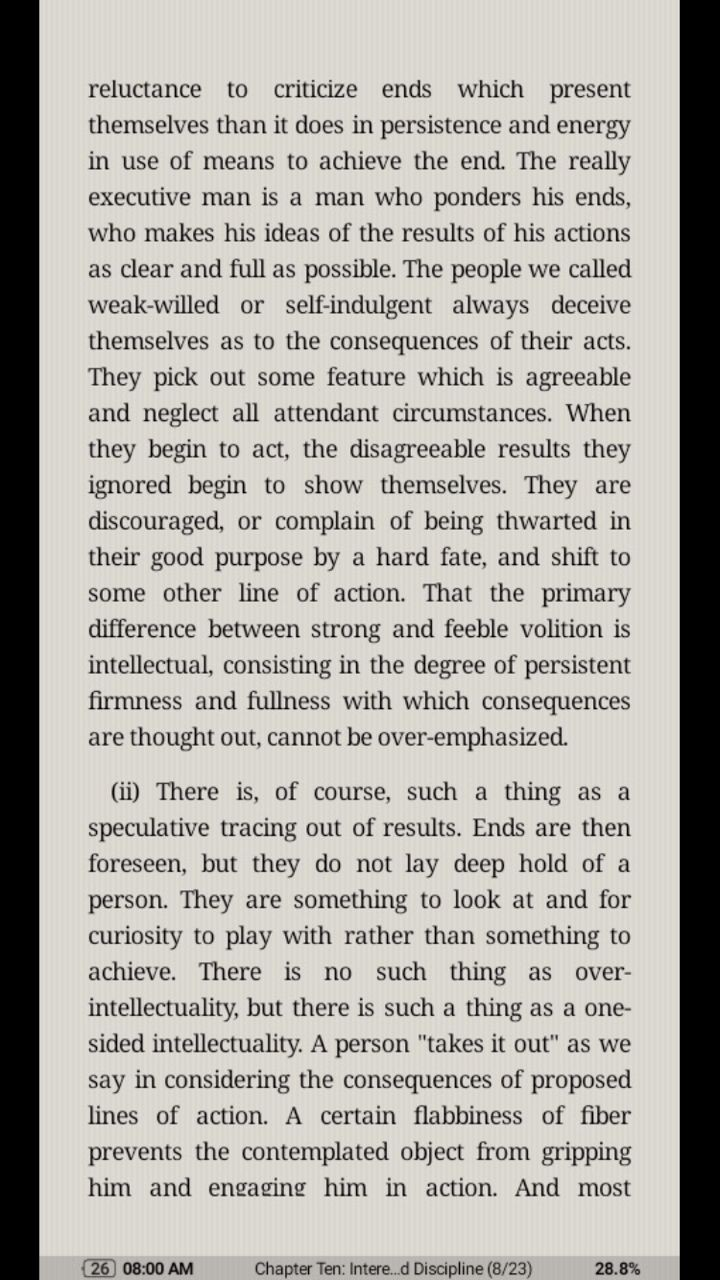 reluctance to criticize ends which present
themselves than it does in persistence and energy
in use of means to achieve the end. The really
executive man is a man who ponders his ends,
who makes his ideas of the results of his actions
as clear and full as possible. The people we called
weak-willed or self-indulgent always deceive
themselves as to the consequences of their acts.
They pick out some feature which is agreeable
and neglect all attendant circumstances. When
they begin to act, the disagreeable results they
ignored begin to show themselves. They are
discouraged, or complain of being thwarted in
their good purpose by a hard fate, and shift to
some other line of action. That the primary
difference between strong and feeble volition is
intellectual, consisting in the degree of persistent
firmness and fullness with which consequences
are thought out, cannot be over-emphasized.
(ii) There is, of course, such a thing as a
speculative tracing out of results. Ends are then
foreseen, but they do not lay deep hold of a
person. They are something to look at and for
curiosity to play with rather than something to
achieve. There is no such thing as over-
intellectuality, but there is such a thing as a one-
sided intellectuality. A person "takes it out" as we
say in considering the consequences of proposed
lines of action. A certain flabbiness of fiber
prevents the contemplated object from gripping
him and engaging him in action. And most
26 08:00 AM Chapter Ten: Intere...d Discipline (8/23) 28.8%